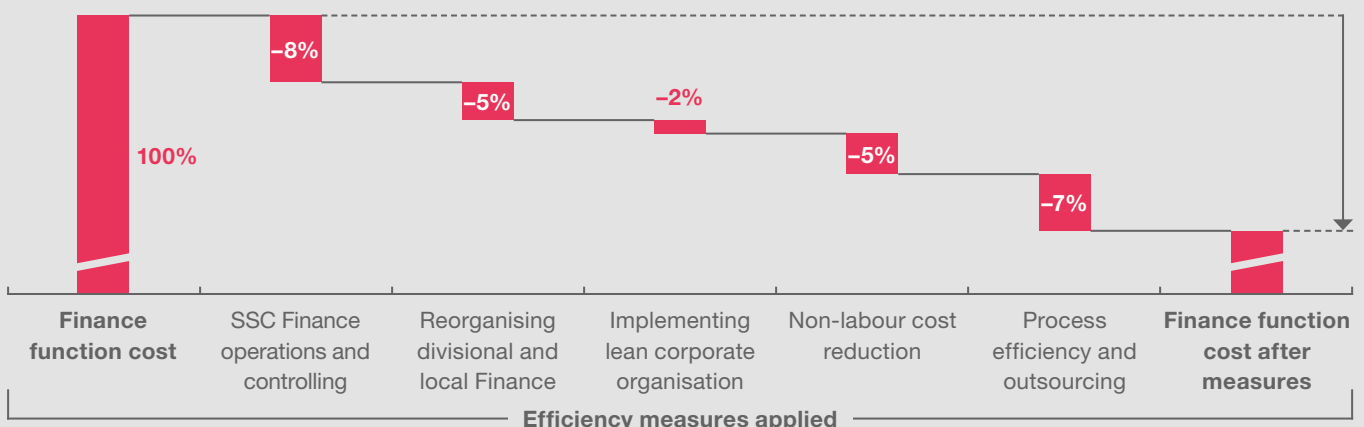 –8%
–5%
–2%
100%
–5%
–7%
Finance
function cost
SSC Finance
operations and
controlling
Reorganising
divisional and
local Finance
Implementing
lean corporate
organisation
Non-labour cost
reduction
Process
efficiency and
outsourcing
Finance function
cost after
measures
Efficiency measures applied